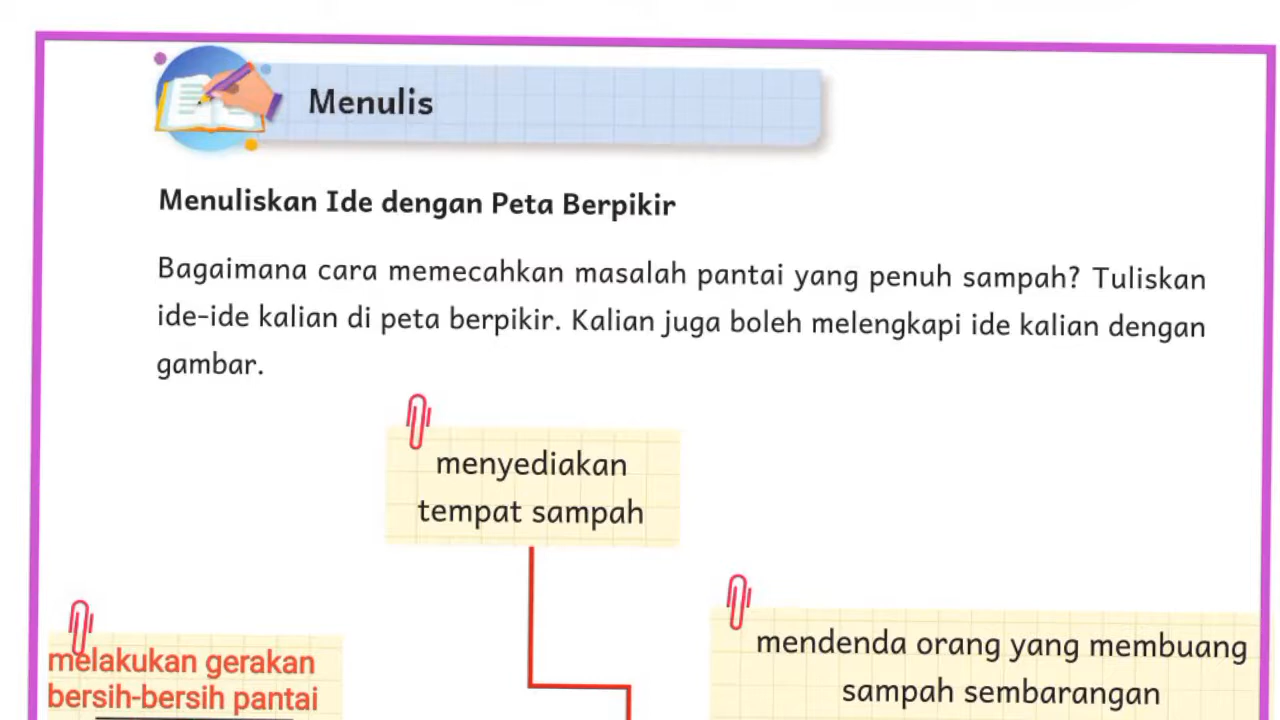 Menulis
Menuliskan Ide dengan Peta Berpikir
Bagaimana cara memecahkan masalah pantai yang penuh sampah? Tuliskan
ide-ide kalian di peta berpikir. Kalian juga boleh melengkapi ide kalian dengan
gambar.
menyediakan
tempat sampah
mendenda orang yang membuang
sampah sembarangan
melakukan gerakan
bersih-bersih pantai